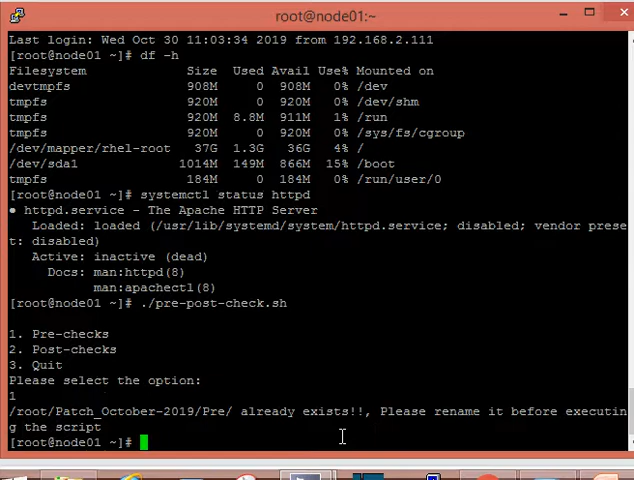 root@node01:~
Last login: Wed Oct 30 11:03:34 2019 from 192.168.2.111
[root@node01 ~]# df -h
Filesystem Size Used Avail Use% Mounted on
devtmpfs 908M 0 908M 0% /dev
tmpfs 920M 0 920M 0% /dev/shm
tmpfs 920M 8.8M 911M 1% /run
tmpfs 920M 0 920M 0% /sys/fs/cgroup
/dev/mapper/rhel-root 37G 1.3G 36G 4% /
/dev/sda1 1014M 149M 866M 15% /boot
tmpfs 184M 0 184M 0% /run/user/0
[root@node01 ~]# systemctl status httpd
● httpd.service - The Apache HTTP Server
Loaded: loaded (/usr/lib/systemd/system/httpd.service; disabled; vendor prese
t: disabled)
Active: inactive (dead)
Docs: man:httpd(8)
man:apachectl(8)
[root@node01 ~]# ./pre-post-check.sh
1. Pre-checks
2. Post-checks
3. Quit
Please select the option:
1
/root/Patch_October-2019/Pre/ already exists!!, Please rename it before executin
g the script
[root@node01 ~]#